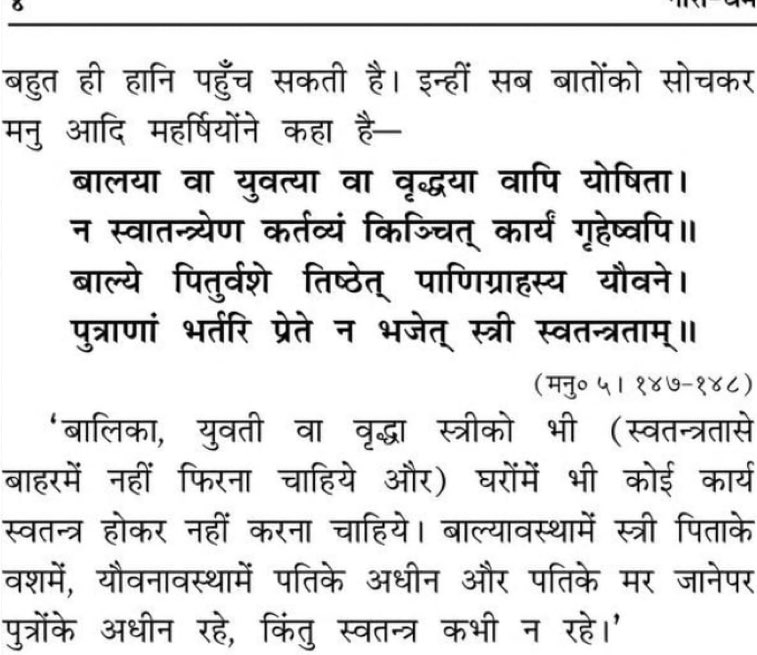 ४
बहुत ही हानि पहुँच सकती है। इन्हीं सब बातोंको सोचकर
मनु आदि महर्षियोंने कहा है—
बालया वा युवत्या वा वृद्धया वापि योषिता।
न स्वातन्त्र्येण कर्तव्यं किञ्चित् कार्यं गृहेष्वपि॥
बाल्ये पितुर्वशे तिष्ठेत् पाणिग्राहस्य यौवने।
पुत्राणां भर्तरि प्रेते न भजेत् स्त्री स्वतन्त्रताम्॥
(मनु० ५। १४७-१४८)
‘बालिका, युवती वा वृद्धा स्त्रीको भी (स्वतन्त्रतासे
बाहरमें नहीं फिरना चाहिये और) घरोंमें भी कोई कार्य
स्वतन्त्र होकर नहीं करना चाहिये। बाल्यावस्थामें स्त्री पिताके
वशमें, यौवनावस्थामें पतिके अधीन और पतिके मर जानेपर
पुत्रोंके अधीन रहे, किंतु स्वतन्त्र कभी न रहे।’